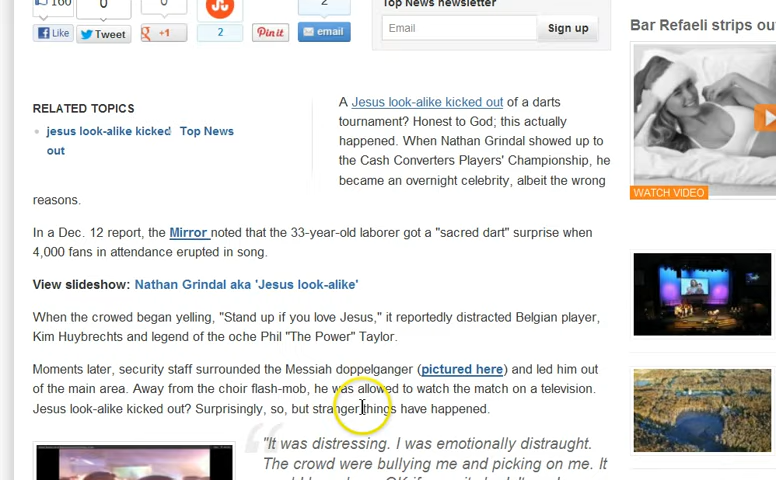 160
0
0
2
Like
Tweet
+1
2
Pin it
email
Top News newsletter
Email
Sign up
RELATED TOPICS
jesus look-alike kicked out
Top News
A Jesus look-alike kicked out of a darts
tournament? Honest to God; this actually
happened. When Nathan Grindal showed up to
the Cash Converters Players' Championship, he
became an overnight celebrity, albeit the wrong
reasons.
In a Dec. 12 report, the Mirror noted that the 33-year-old laborer got a "sacred dart" surprise when
4,000 fans in attendance erupted in song.
View slideshow: Nathan Grindal aka 'Jesus look-alike'
When the crowed began yelling, "Stand up if you love Jesus," it reportedly distracted Belgian player,
Kim Huybrechts and legend of the oche Phil "The Power" Taylor.
Moments later, security staff surrounded the Messiah doppelganger (pictured here) and led him out
of the main area. Away from the choir flash-mob, he was allowed to watch the match on a television.
Jesus look-alike kicked out? Surprisingly, so, but stranger things have happened.
"It was distressing. I was emotionally distraught.
The crowd were bullying me and picking on me. It
Bar Refaeli strips ou
WATCH VIDEO